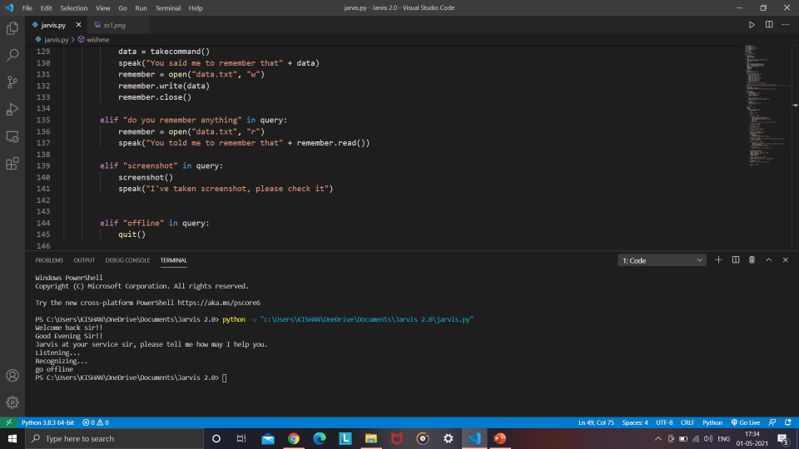 File Edit Selection View Go Run Terminal Help
jarvis.py - Jarvis 2.0 - Visual Studio Code
jarvis.py ss1.png
jarvis.py > wishme
129 data = takecommand()
130 speak("You said me to remember that" + data)
131 remember = open("data.txt", "w")
132 remember.write(data)
133 remember.close()
134
135 elif "do you remember anything" in query:
136 remember = open("data.txt", "r")
137 speak("You told me to remember that" + remember.read())
138
139 elif "screenshot" in query:
140 screenshot()
141 speak("I've taken screenshot, please check it")
142
143
144 elif "offline" in query:
145 quit()
146
PROBLEMS OUTPUT DEBUG CONSOLE TERMINAL
1: Code
Windows PowerShell
Copyright (C) Microsoft Corporation. All rights reserved.
Try the new cross-platform PowerShell https://aka.ms/pscore6
PS C:\Users\KISHAN\OneDrive\Documents\Jarvis 2.0> python -u "c:\Users\KISHAN\OneDrive\Documents\Jarvis 2.0\jarvis.py"
Welcome back sir!!
Good Evening Sir!!
Jarvis at your service sir, please tell me how may I help you.
Listening...
Recognizing...
go offline
PS C:\Users\KISHAN\OneDrive\Documents\Jarvis 2.0>
Python 3.8.3 64-bit 0 0 Ln 49, Col 75 Spaces: 4 UTF-8 CRLF Python Go Live
Type here to search
ENG
17:34
01-05-2021
3